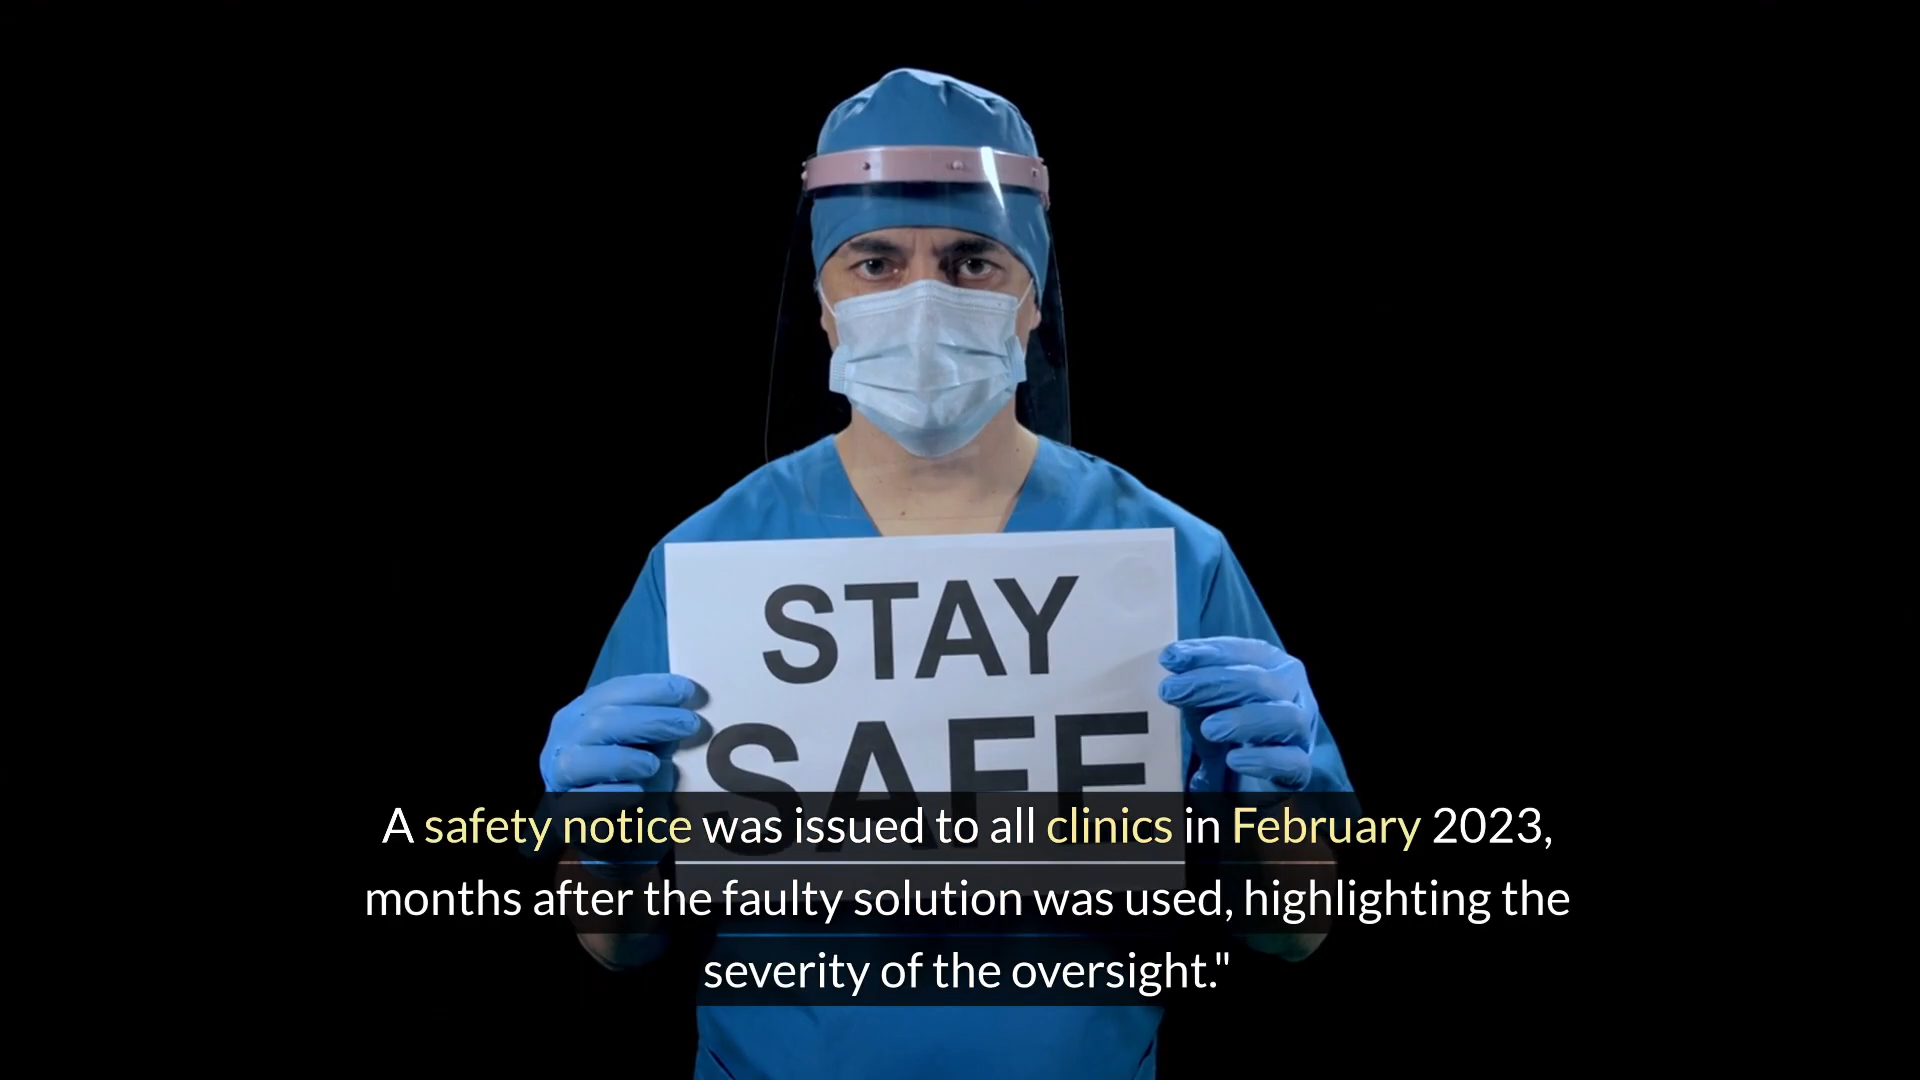 STAY
SAFE
A safety notice was issued to all clinics in February 2023,
months after the faulty solution was used, highlighting the
severity of the oversight."